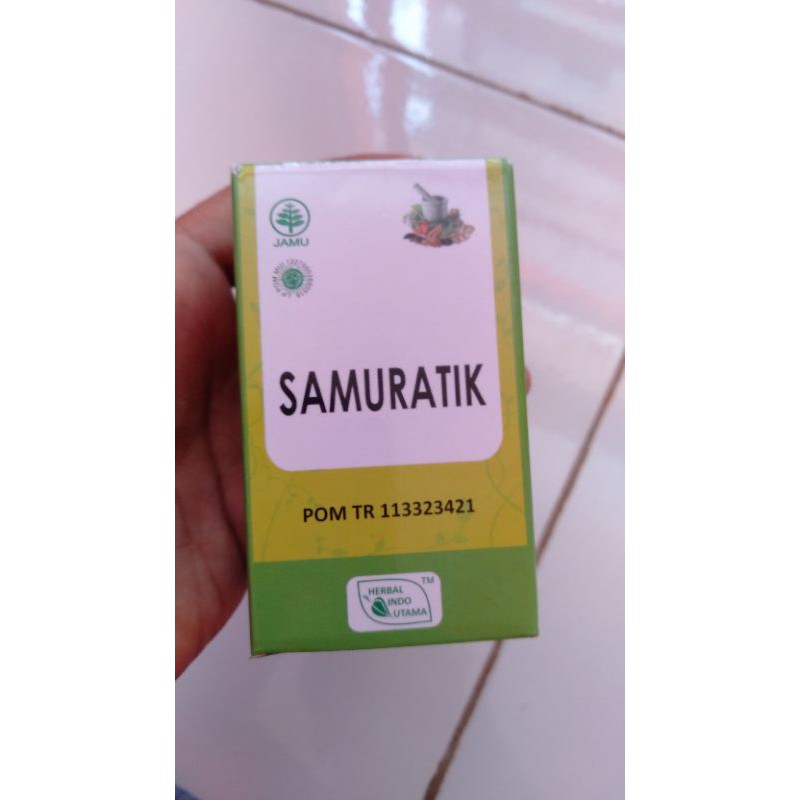 JAMU
SAMURATIK
POM TR 113323421
HERBAL
INDO
UTAMA
TM